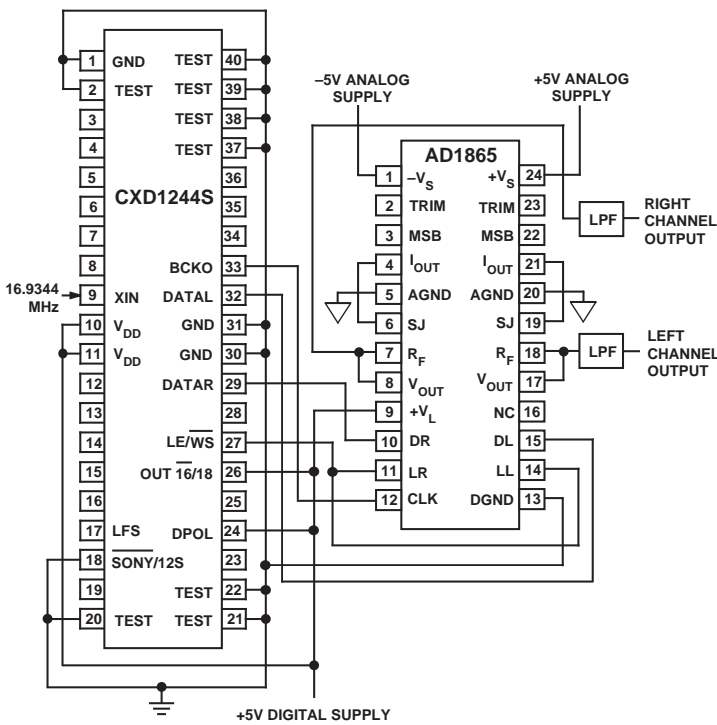 1 GND TEST 40
2 TEST TEST 39
3 TEST 38
4 TEST 37
5 36
CXD1244S
6 35
7 34
8 BCKO 33
16.9344
MHz
9 XIN DATAL 32
10 VDD GND 31
11 VDD GND 30
12 DATAR 29
13 28
14 LE/WS 27
15 OUT 16/18 26
16 25
17 LFS DPOL 24
18 SONY/12S 23
19 TEST 22
20 TEST TEST 21
+5V DIGITAL SUPPLY
–5V ANALOG
SUPPLY
+5V ANALOG
SUPPLY
AD1865
1 –VS +VS 24
2 TRIM TRIM 23
3 MSB MSB 22
4 IOUT IOUT 21
5 AGND AGND 20
6 SJ SJ 19
7 RF RF 18
8 VOUT VOUT 17
9 +VL NC 16
10 DR DL 15
11 LR LL 14
12 CLK DGND 13
LPF
RIGHT
CHANNEL
OUTPUT
LPF
LEFT
CHANNEL
OUTPUT